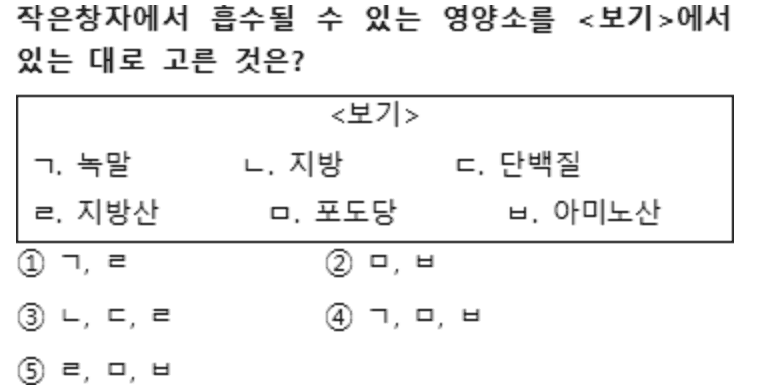 작은창자에서 흡수될 수 있는 영양소를 <보기>에서
있는 대로 고른 것은?
<보기>
ㄱ. 녹말 ㄴ. 지방 ㄷ. 단백질
ㄹ. 지방산 ㅁ. 포도당 ㅂ. 아미노산
① ㄱ, ㄹ ② ㅁ, ㅂ
③ ㄴ, ㄷ, ㄹ ④ ㄱ, ㅁ, ㅂ
⑤ ㄹ, ㅁ, ㅂ